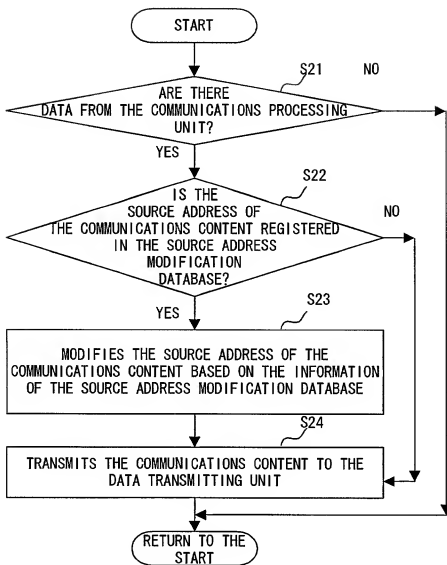 START
S21
NO
ARE THERE
DATA FROM THE COMMUNICATIONS PROCESSING
UNIT?
YES
S22
IS THE
SOURCE ADDRESS OF
THE COMMUNICATIONS CONTENT REGISTERED
IN THE SOURCE ADDRESS
MODIFICATION
DATABASE?
NO
YES
S23
MODIFIES THE SOURCE ADDRESS OF THE
COMMUNICATIONS CONTENT BASED ON THE INFORMATION
OF THE SOURCE ADDRESS MODIFICATION DATABASE
S24
TRANSMITS THE COMMUNICATIONS CONTENT TO THE
DATA TRANSMITTING UNIT
RETURN TO THE
START